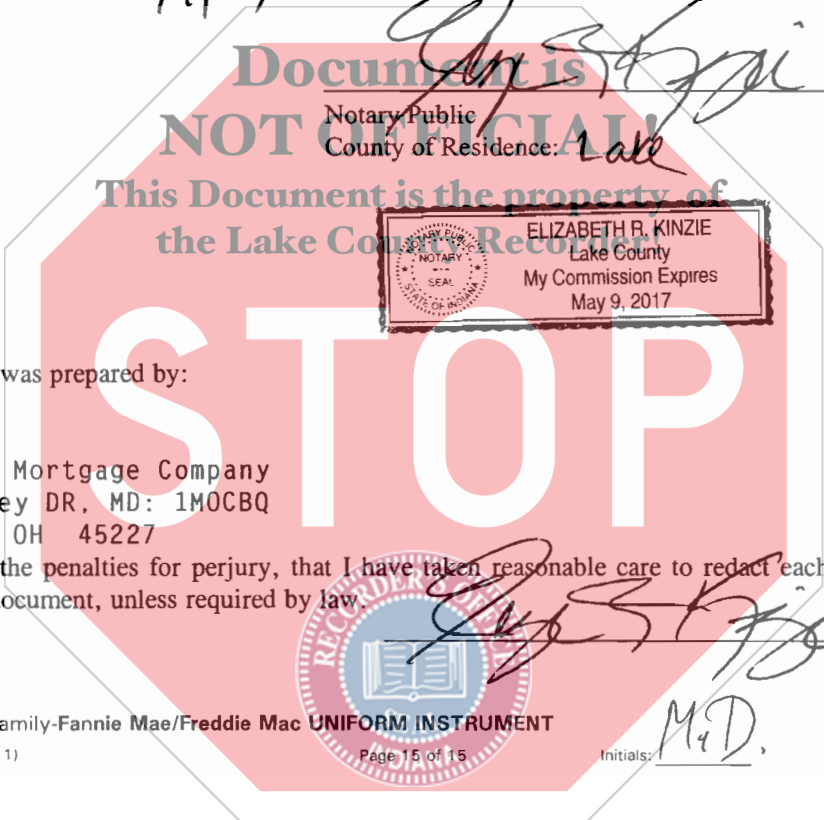 Document is
NOT OFFICIAL!
This Document is the property of
the Lake County Recorder!
Notary Public
County of Residence: Lake
NOTARY PUBLIC
NOTARY
SEAL
STATE OF INDIANA
ELIZABETH R. KINZIE
Lake County
My Commission Expires
May 9, 2017
STOP
was prepared by:
Mortgage Company
ey DR, MD: 1MOCBQ
OH 45227
the penalties for perjury, that I have taken reasonable care to redact each
ocument, unless required by law.
RECORDER'S OFFICE
INDIANA
amily-Fannie Mae/Freddie Mac UNIFORM INSTRUMENT
1)
Page 15 of 15
Initials: MyD.